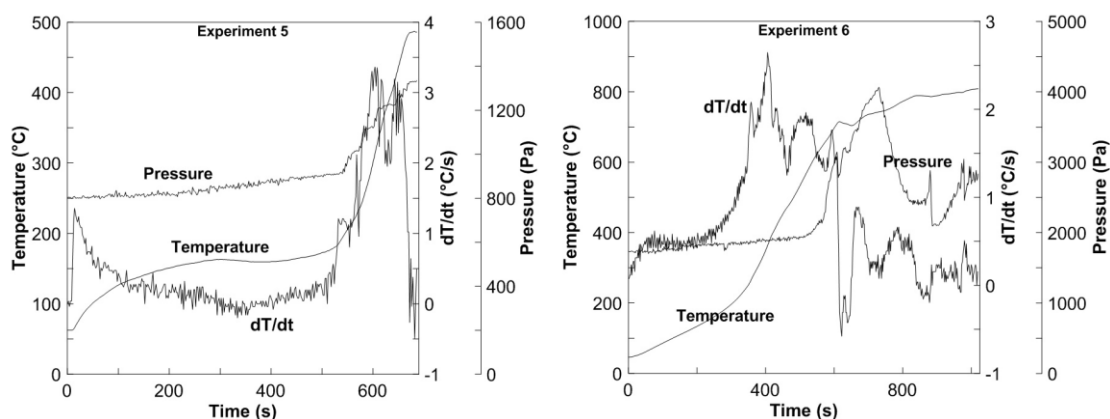 Experiment 5
500
400
300
200
100
0
Temperature (°C)
Pressure
Temperature
dT/dt
0
200
400
600
Time (s)
4
3
2
1
0
-1
dT/dt (°C/s)
1600
1200
800
400
0
Pressure (Pa)
Experiment 6
1000
800
600
400
200
0
Temperature (°C)
dT/dt
Pressure
Temperature
0
400
800
Time (s)
3
2
1
0
-1
dT/dt (°C/s)
5000
4000
3000
2000
1000
0
Pressure (Pa)